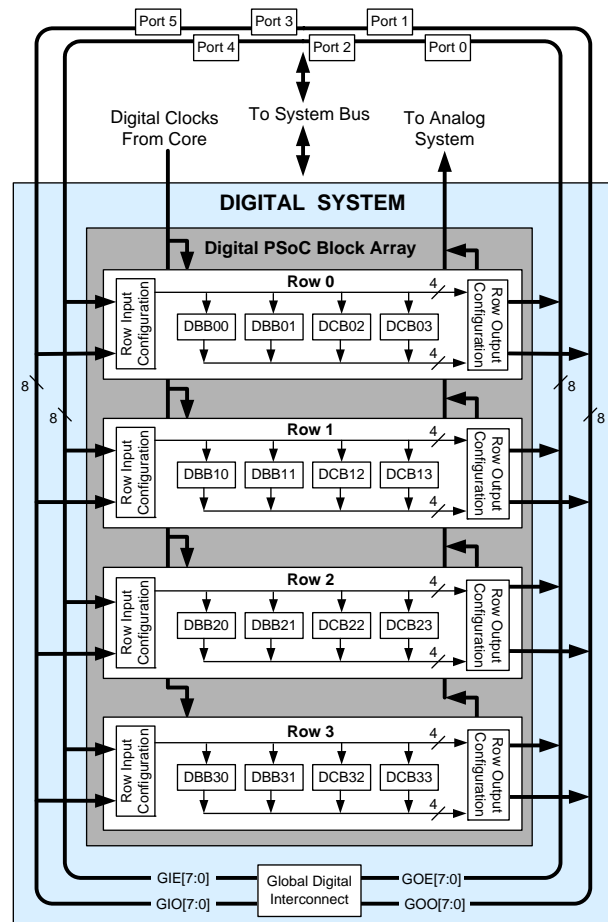 Port 5
Port 3
Port 1
Port 4
Port 2
Port 0
Digital Clocks
From Core
To System Bus
To Analog
System
DIGITAL SYSTEM
Digital PSoC Block Array
Row Input
Configuration
Row 0
4
DBB00
DBB01
DCB02
DCB03
4
Row Output
Configuration
8
8
8
8
Row Input
Configuration
Row 1
4
DBB10
DBB11
DCB12
DCB13
4
Row Output
Configuration
Row Input
Configuration
Row 2
4
DBB20
DBB21
DCB22
DCB23
4
Row Output
Configuration
Row Input
Configuration
Row 3
4
DBB30
DBB31
DCB32
DCB33
4
Row Output
Configuration
GIE[7:0]
GIO[7:0]
Global Digital
Interconnect
GOE[7:0]
GOO[7:0]